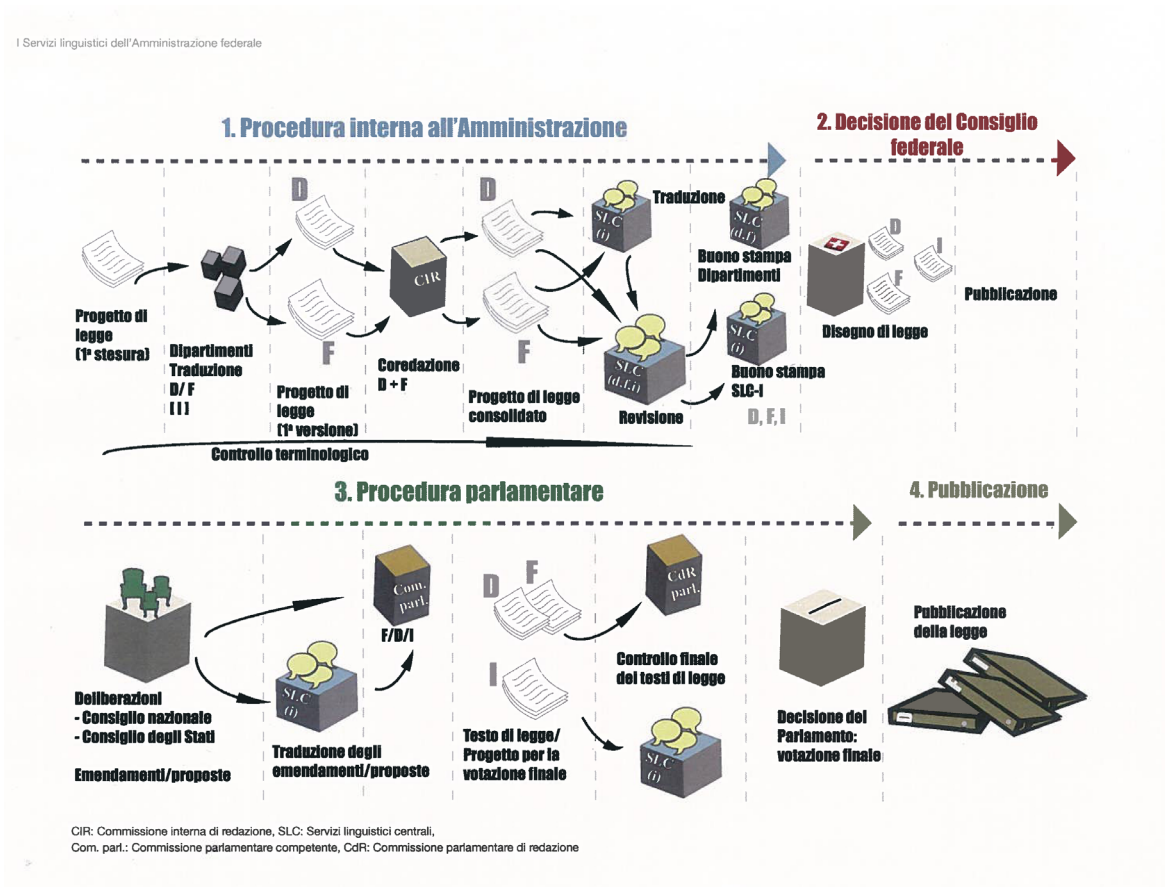 I Servizi linguistici dell'Amministrazione federale
1. Procedura interna all'Amministrazione
2. Decisione del Consiglio
federale
Progetto di
legge
(1ª stesura)
Dipartimenti
Traduzione
D/ F
[ I ]
D
F
Progetto di
legge
(1ª versione)
CIR
Coredazione
D + F
D
F
Progetto di legge
consolidato
SLC
(i)
Traduzione
SLC
(d,f,i)
Revisione
SLC
(d,f)
Buono stampa
Dipartimenti
SLC
(i)
Buono stampa
SLC-I
D, F, I
D
I
F
Disegno di legge
Pubblicazione
Controllo terminologico
3. Procedura parlamentare
4. Pubblicazione
Deliberazioni
- Consiglio nazionale
- Consiglio degli Stati
Emendamenti/proposte
SLC
(i)
Traduzione degli
emendamenti/proposte
Com.
parl.
F/D/I
D
F
I
Testo di legge/
Progetto per la
votazione finale
CdR
Controllo finale
dei testi di legge
SLC
(i)
Decisione del
Parlamento:
votazione finale
Pubblicazione
della legge
CIR: Commissione interna di redazione, SLC: Servizi linguistici centrali,
Com. parl.: Commissione parlamentare competente, CdR: Commissione parlamentare di redazione